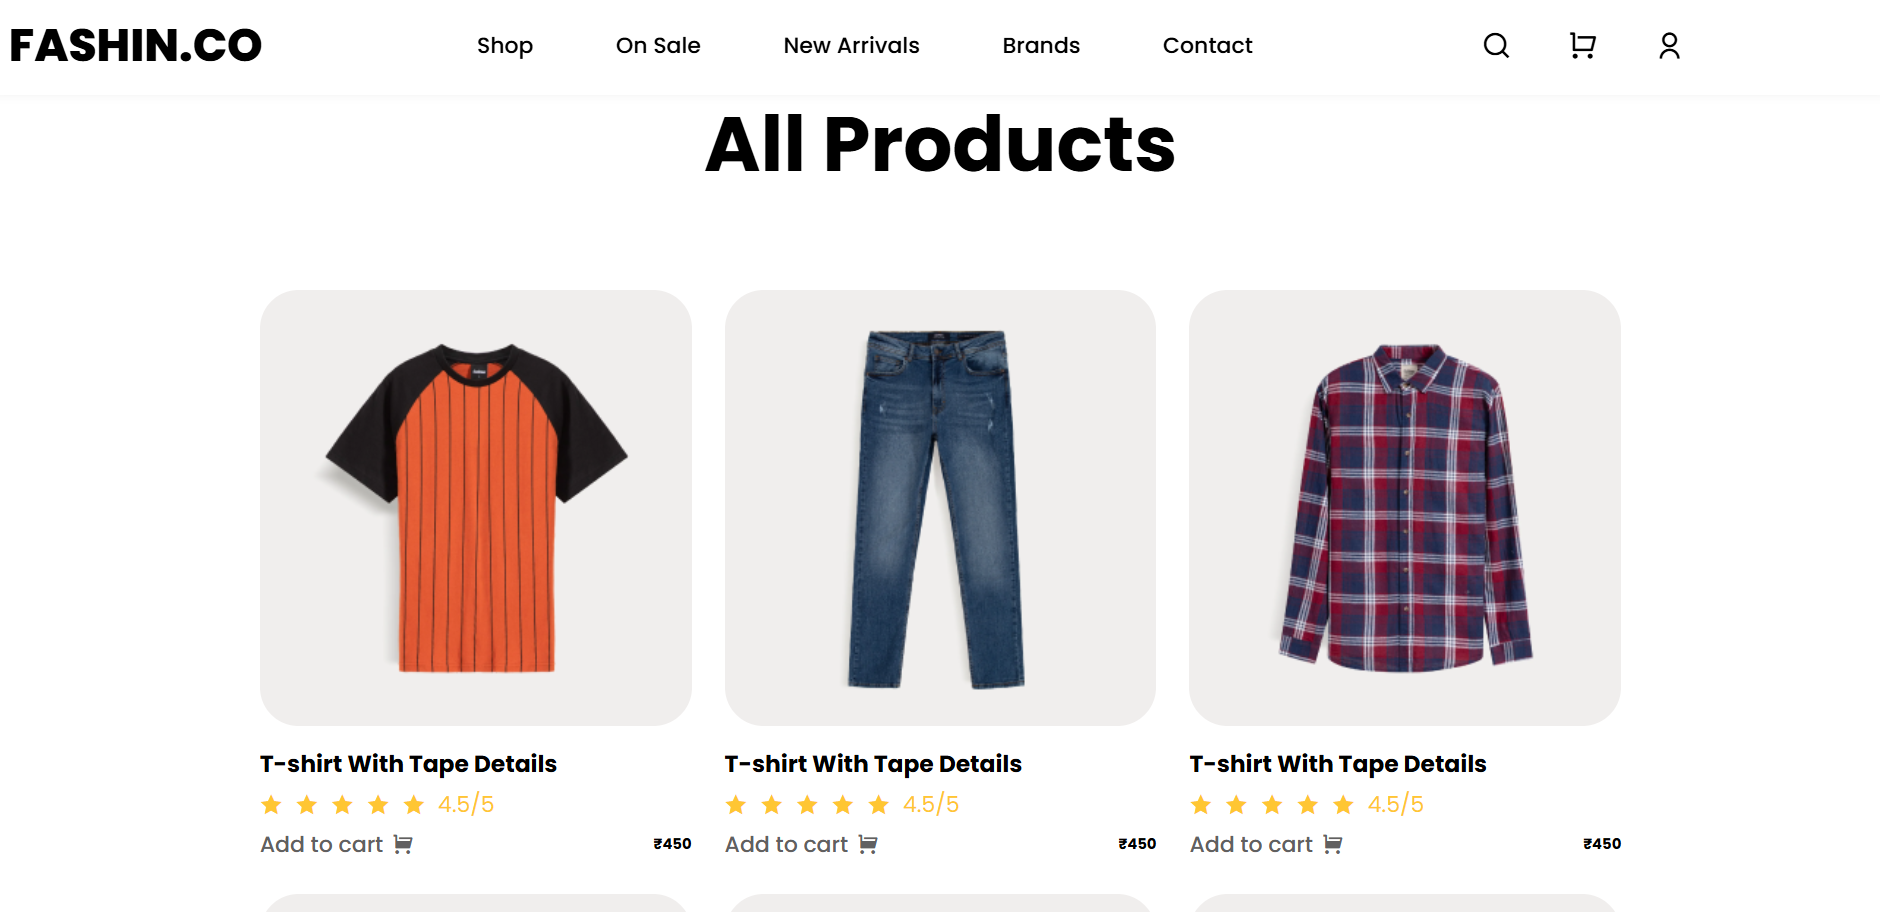 FASHIN.CO Shop On Sale New Arrivals Brands Contact
All Products
T-shirt With Tape Details T-shirt With Tape Details T-shirt With Tape Details
4.5/5 4.5/5 4.5/5
Add to cart ₹450 Add to cart ₹450 Add to cart ₹450